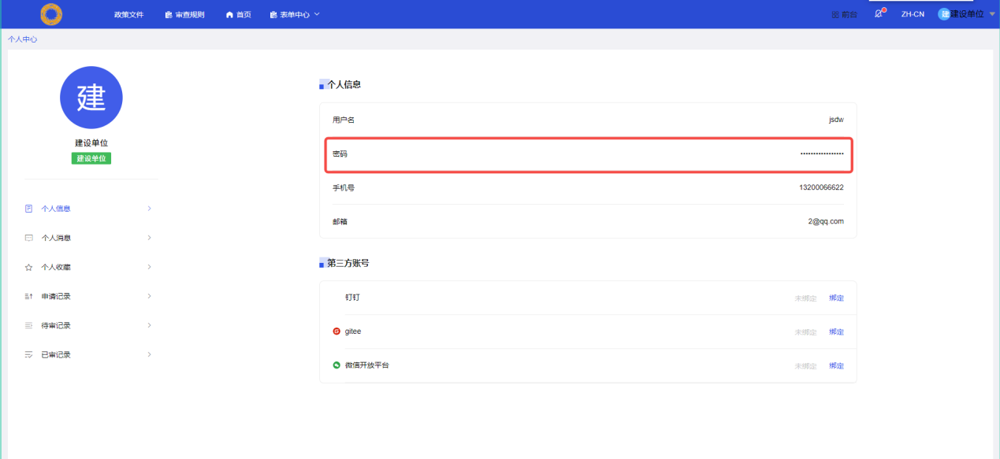 政策文件 审查规则 首页 表单中心 前台 ZH-CN 建 建设单位
个人中心
建
建设单位
建设单位
个人信息
个人消息
个人收藏
申请记录
待审记录
已审记录
个人信息
用户名 jsdw
密码 •••••••••••••••••
手机号 13200066622
邮箱 2@qq.com
第三方账号
钉钉 未绑定 绑定
G gitee 未绑定 绑定
微信开放平台 未绑定 绑定